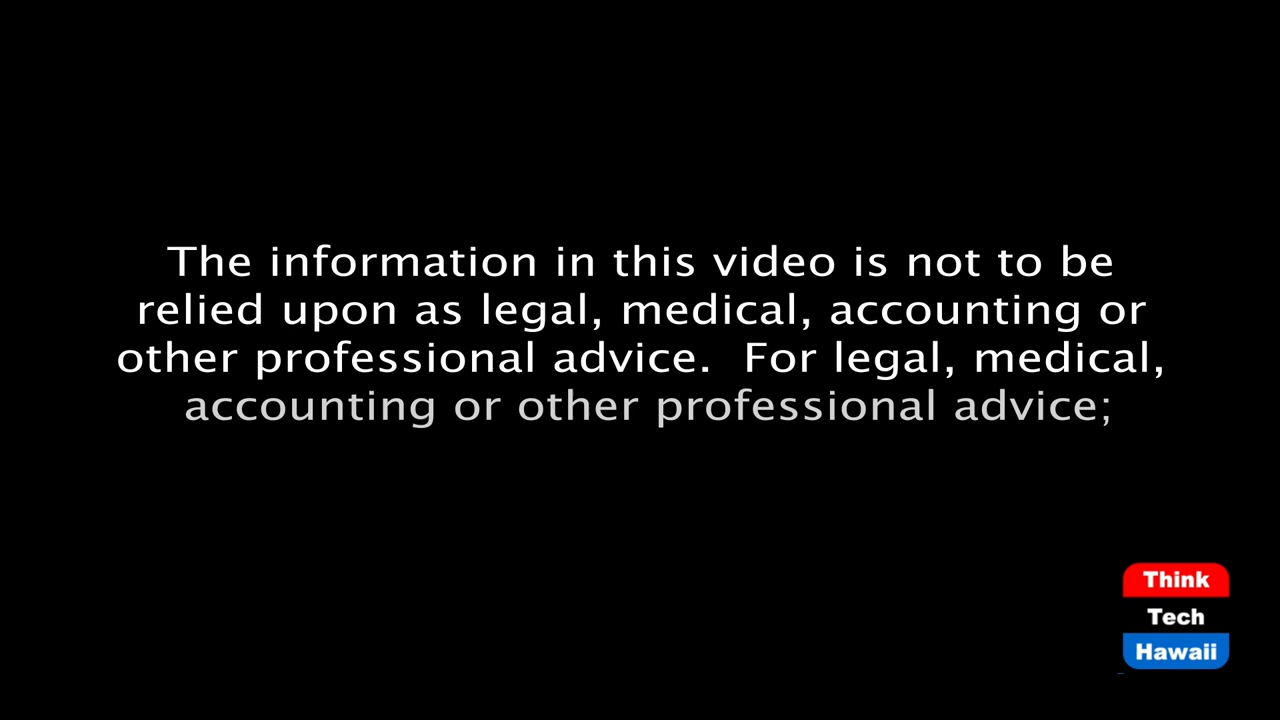 The information in this video is not to be
relied upon as legal, medical, accounting or
other professional advice.  For legal, medical,
accounting or other professional advice;
Think
Tech
Hawaii